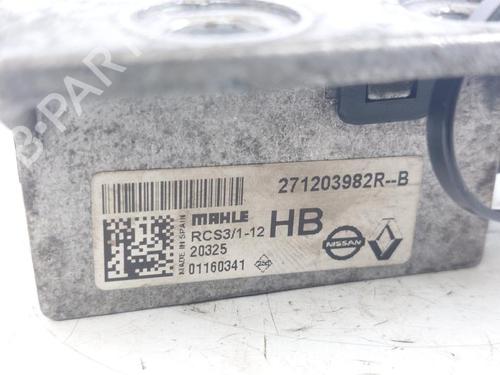 271203982R--B
MADE IN SPAIN
MAHLE
RCS3/1-12
HB
20325
01160341
NISSAN
B-PARTS